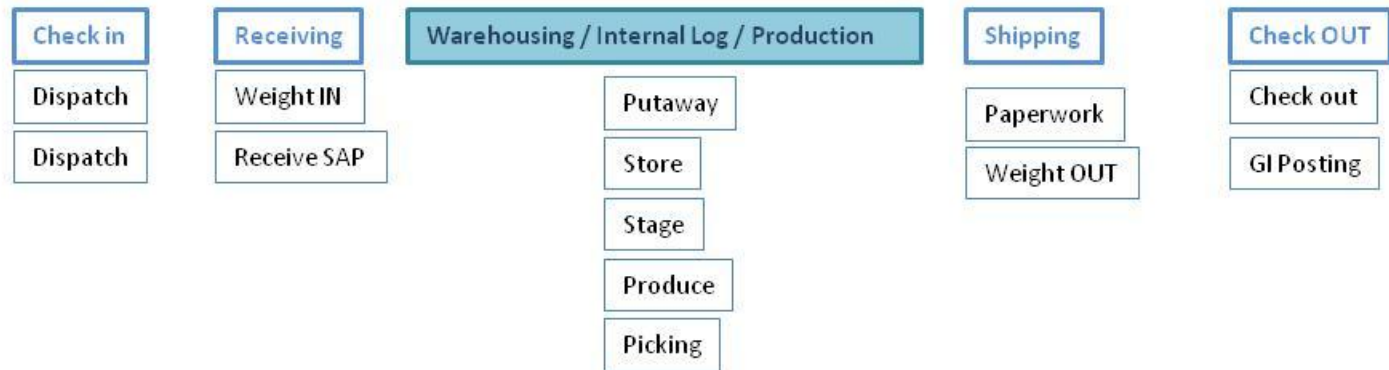 Check in
Dispatch
Dispatch
Receiving
Weight IN
Receive SAP
Warehousing / Internal Log / Production
Putaway
Store
Stage
Produce
Picking
Shipping
Paperwork
Weight OUT
Check OUT
Check out
GI Posting